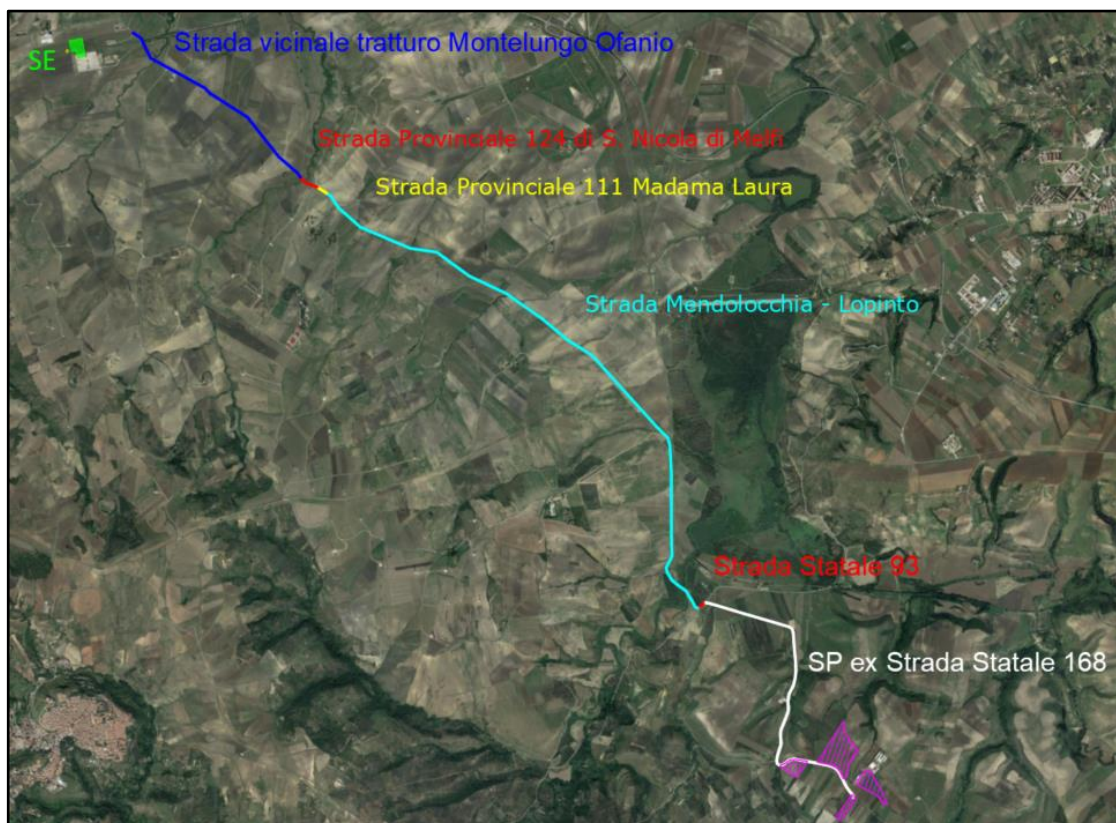 Strada vicinale tratturo Montelungo Ofanio
SE
Strada Provinciale 124 di S. Nicola di Melfi
Strada Provinciale 111 Madama Laura
Strada Mendolocchia - Lopinto
Strada Statale 93
SP ex Strada Statale 168